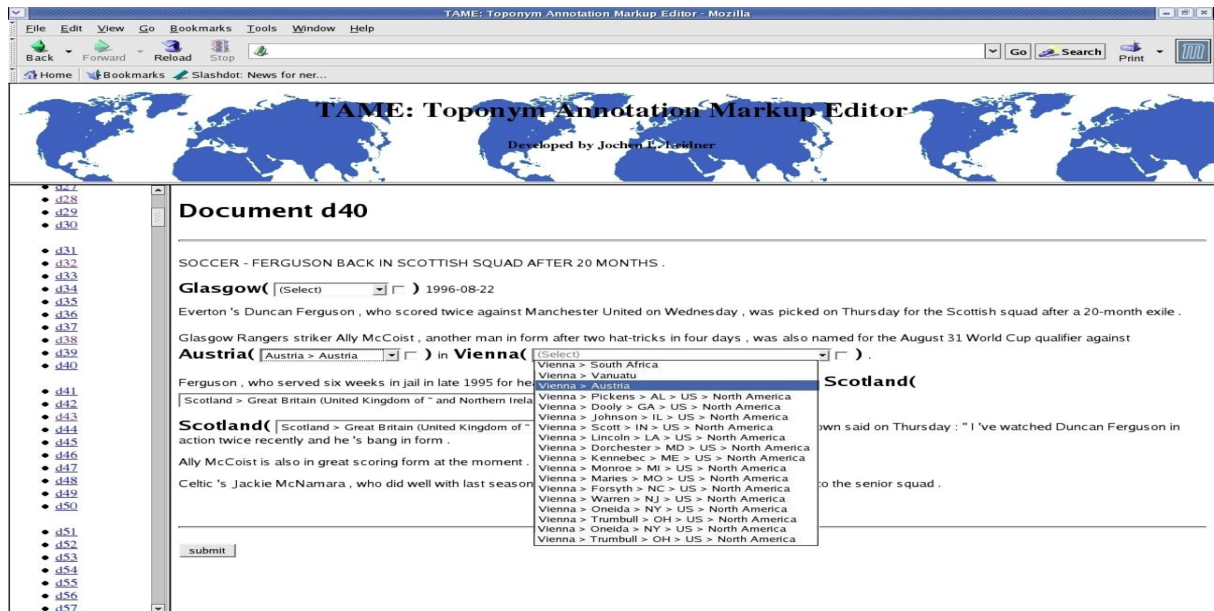 TAME: Toponym Annotation Markup Editor - Mozilla
File Edit View Go Bookmarks Tools Window Help
Back Forward Reload Stop Go Search Print
Home Bookmarks Slashdot: News for ner...
TAME: Toponym Annotation Markup Editor
Developed by Jochen L. Leidner
d27
d28
d29
d30
d31
d32
d33
d34
d35
d36
d37
d38
d39
d40
d41
d42
d43
d44
d45
d46
d47
d48
d49
d50
d51
d52
d53
d54
d55
d56
d57
Document d40
SOCCER - FERGUSON BACK IN SCOTTISH SQUAD AFTER 20 MONTHS .
Glasgow( (Select) ) 1996-08-22
Everton 's Duncan Ferguson , who scored twice against Manchester United on Wednesday , was picked on Thursday for the Scottish squad after a 20-month exile .
Glasgow Rangers striker Ally McCoist , another man in form after two hat-tricks in four days , was also named for the August 31 World Cup qualifier against
Austria( Austria > Austria ) in Vienna( (Select) ) .
Vienna > South Africa
Vienna > Vanuatu
Vienna > Austria
Vienna > Pickens > AL > US > North America
Vienna > Dooly > GA > US > North America
Vienna > Johnson > IL > US > North America
Vienna > Scott > IN > US > North America
Vienna > Lincoln > LA > US > North America
Vienna > Dorchester > MD > US > North America
Vienna > Kennebec > ME > US > North America
Vienna > Monroe > MI > US > North America
Vienna > Maries > MO > US > North America
Vienna > Forsyth > NC > US > North America
Vienna > Warren > NJ > US > North America
Vienna > Oneida > NY > US > North America
Vienna > Trumbull > OH > US > North America
Vienna > Oneida > NY > US > North America
Vienna > Trumbull > OH > US > North America
Ferguson , who served six weeks in jail in late 1995 for he Scotland(
Scotland > Great Britain (United Kingdom of ~ and Northern Irela
Scotland( Scotland > Great Britain (United Kingdom of ~ own said on Thursday : " I 've watched Duncan Ferguson in
action twice recently and he 's bang in form .
Ally McCoist is also in great scoring form at the moment .
Celtic 's Jackie McNamara , who did well with last season to the senior squad .
submit